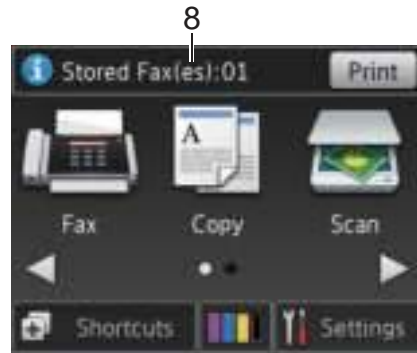 8
Stored Fax(es):01 Print
A
Fax Copy Scan
Shortcuts Settings